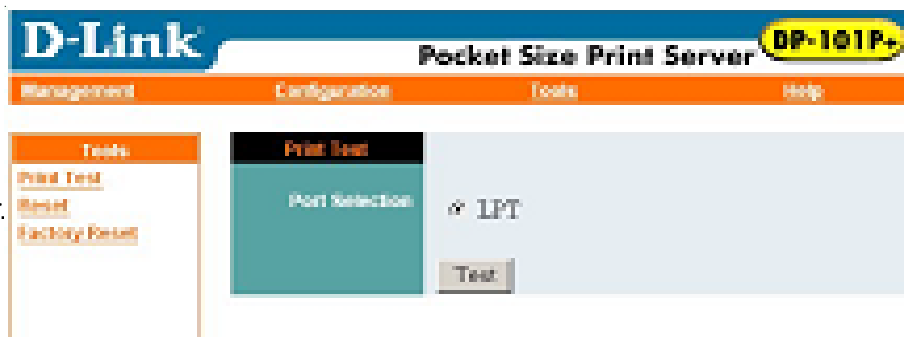 D-Link
Pocket Size Print Server DP-101P+
Management Configuration Tools Help
Tools
Print Test
Reset
Factory Reset
Print Test
Port Selection
LPT
Test